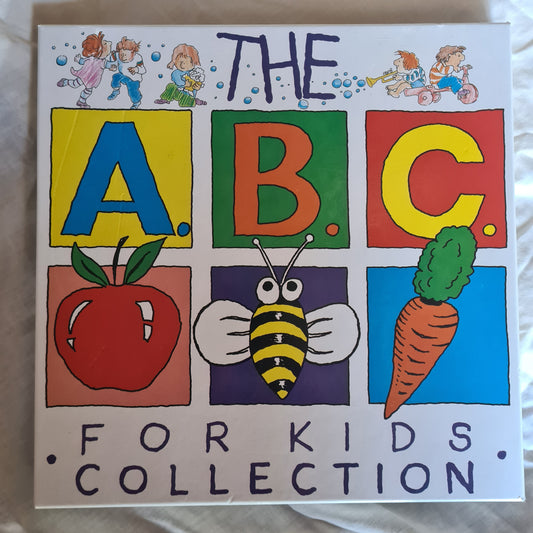 THE
A. B. C.
FOR KIDS
• COLLECTION •